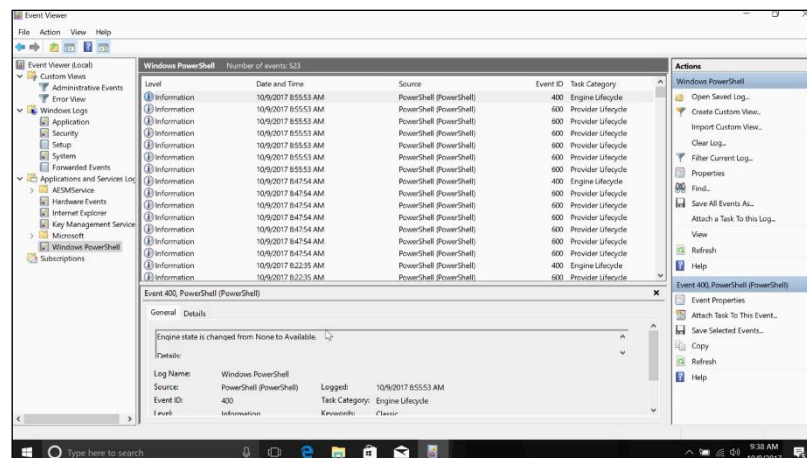 Event Viewer
File Action View Help
Event Viewer (Local)
Custom Views
Administrative Events
Error View
Windows Logs
Application
Security
Setup
System
Forwarded Events
Applications and Services Log
AESMService
Hardware Events
Internet Explorer
Key Management Service
Microsoft
Windows PowerShell
Subscriptions
Windows PowerShell Number of events: 523
Level Date and Time Source Event ID Task Category
Information 10/9/2017 8:55:53 AM PowerShell (PowerShell) 400 Engine Lifecycle
Information 10/9/2017 8:55:53 AM PowerShell (PowerShell) 600 Provider Lifecycle
Information 10/9/2017 8:55:53 AM PowerShell (PowerShell) 600 Provider Lifecycle
Information 10/9/2017 8:55:53 AM PowerShell (PowerShell) 600 Provider Lifecycle
Information 10/9/2017 8:55:53 AM PowerShell (PowerShell) 600 Provider Lifecycle
Information 10/9/2017 8:55:53 AM PowerShell (PowerShell) 600 Provider Lifecycle
Information 10/9/2017 8:55:53 AM PowerShell (PowerShell) 600 Provider Lifecycle
Information 10/9/2017 8:47:54 AM PowerShell (PowerShell) 400 Engine Lifecycle
Information 10/9/2017 8:47:54 AM PowerShell (PowerShell) 600 Provider Lifecycle
Information 10/9/2017 8:47:54 AM PowerShell (PowerShell) 600 Provider Lifecycle
Information 10/9/2017 8:47:54 AM PowerShell (PowerShell) 600 Provider Lifecycle
Information 10/9/2017 8:47:54 AM PowerShell (PowerShell) 600 Provider Lifecycle
Information 10/9/2017 8:47:54 AM PowerShell (PowerShell) 600 Provider Lifecycle
Information 10/9/2017 8:22:35 AM PowerShell (PowerShell) 400 Engine Lifecycle
Information 10/9/2017 8:22:35 AM PowerShell (PowerShell) 600 Provider Lifecycle
Event 400, PowerShell (PowerShell)
General Details
Engine state is changed from None to Available.
Details:
Log Name: Windows PowerShell
Source: PowerShell (PowerShell) Logged: 10/9/2017 8:55:53 AM
Event ID: 400 Task Category: Engine Lifecycle
Level: Information Keywords: Classic
Actions
Windows PowerShell
Open Saved Log...
Create Custom View...
Import Custom View...
Clear Log...
Filter Current Log...
Properties
Find...
Save All Events As...
Attach a Task To this Log...
View
Refresh
Help
Event 400, PowerShell (PowerShell)
Event Properties
Attach Task To This Event...
Save Selected Events...
Copy
Refresh
Help
Type here to search
9:38 AM
10/9/2017